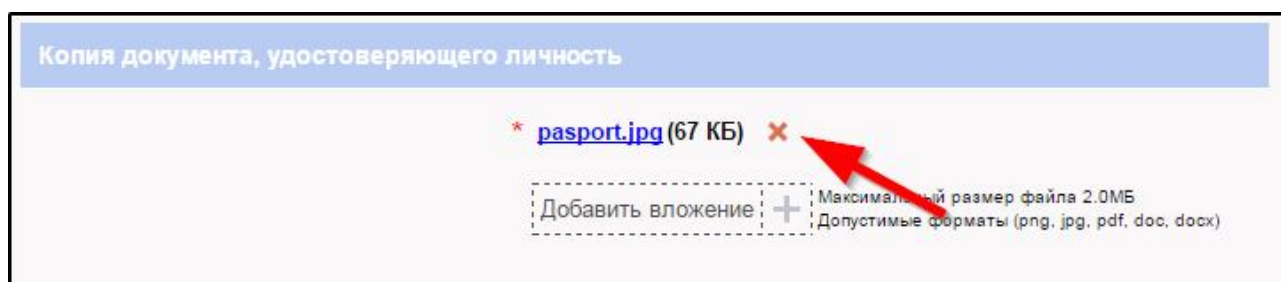 Копия документа, удостоверяющего личность
* pasport.jpg (67 КБ)
Добавить вложение
Максимальный размер файла 2.0МБ
Допустимые форматы (png, jpg, pdf, doc, docx)